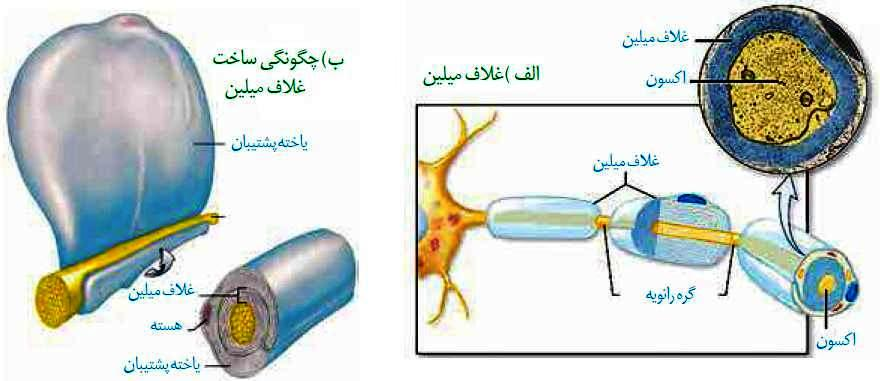 الف) غلاف میلین
غلاف میلین
اکسون
غلاف میلین
گره رانویه
اکسون
ب) چگونگی ساخت
غلاف میلین
یاخته پشتیبان
غلاف میلین
هسته
یاخته پشتیبان